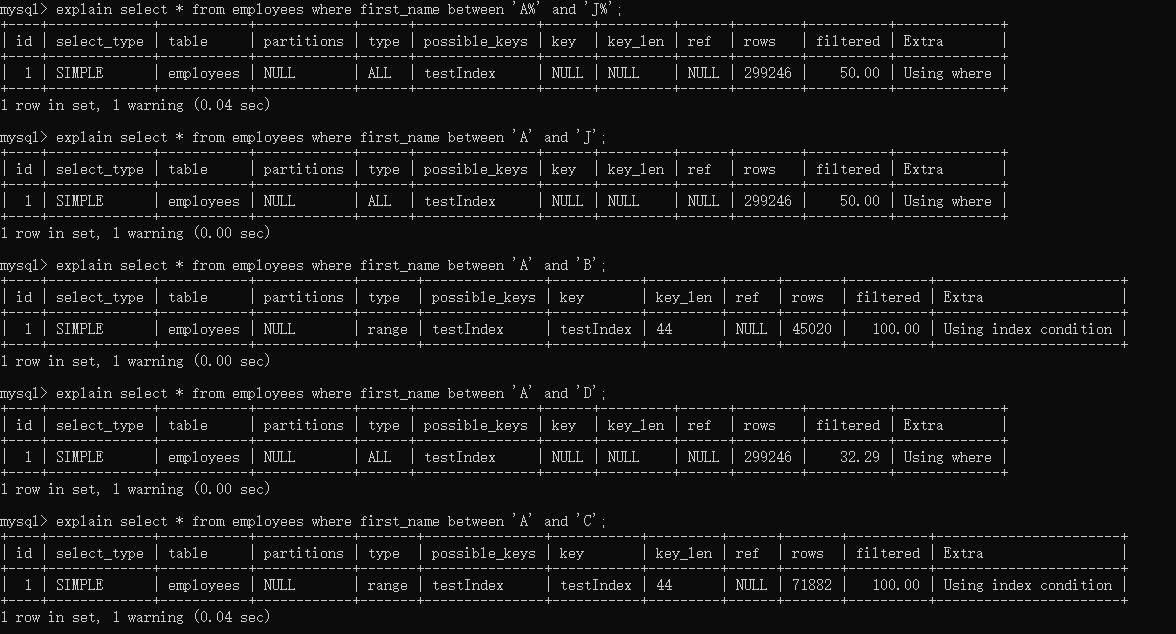 mysql> explain select * from employees where first_name between 'A%' and 'J%';
+----+-------------+-----------+------------+------+---------------+------+---------+------+--------+----------+-------------+
| id | select_type | table     | partitions | type | possible_keys | key  | key_len | ref  | rows   | filtered | Extra       |
+----+-------------+-----------+------------+------+---------------+------+---------+------+--------+----------+-------------+
|  1 | SIMPLE      | employees | NULL       | ALL  | testIndex     | NULL | NULL    | NULL | 299246 |    50.00 | Using where |
+----+-------------+-----------+------------+------+---------------+------+---------+------+--------+----------+-------------+
1 row in set, 1 warning (0.04 sec)
mysql> explain select * from employees where first_name between 'A' and 'J';
+----+-------------+-----------+------------+------+---------------+------+---------+------+--------+----------+-------------+
| id | select_type | table     | partitions | type | possible_keys | key  | key_len | ref  | rows   | filtered | Extra       |
+----+-------------+-----------+------------+------+---------------+------+---------+------+--------+----------+-------------+
|  1 | SIMPLE      | employees | NULL       | ALL  | testIndex     | NULL | NULL    | NULL | 299246 |    50.00 | Using where |
+----+-------------+-----------+------------+------+---------------+------+---------+------+--------+----------+-------------+
1 row in set, 1 warning (0.00 sec)
mysql> explain select * from employees where first_name between 'A' and 'B';
+----+-------------+-----------+------------+-------+---------------+-----------+---------+------+-------+----------+-----------------------+
| id | select_type | table     | partitions | type  | possible_keys | key       | key_len | ref  | rows  | filtered | Extra                 |
+----+-------------+-----------+------------+-------+---------------+-----------+---------+------+-------+----------+-----------------------+
|  1 | SIMPLE      | employees | NULL       | range | testIndex     | testIndex | 44      | NULL | 45020 |   100.00 | Using index condition |
+----+-------------+-----------+------------+-------+---------------+-----------+---------+------+-------+----------+-----------------------+
1 row in set, 1 warning (0.00 sec)
mysql> explain select * from employees where first_name between 'A' and 'D';
+----+-------------+-----------+------------+------+---------------+------+---------+------+--------+----------+-------------+
| id | select_type | table     | partitions | type | possible_keys | key  | key_len | ref  | rows   | filtered | Extra       |
+----+-------------+-----------+------------+------+---------------+------+---------+------+--------+----------+-------------+
|  1 | SIMPLE      | employees | NULL       | ALL  | testIndex     | NULL | NULL    | NULL | 299246 |    32.29 | Using where |
+----+-------------+-----------+------------+------+---------------+------+---------+------+--------+----------+-------------+
1 row in set, 1 warning (0.00 sec)
mysql> explain select * from employees where first_name between 'A' and 'C';
+----+-------------+-----------+------------+-------+---------------+-----------+---------+------+-------+----------+-----------------------+
| id | select_type | table     | partitions | type  | possible_keys | key       | key_len | ref  | rows  | filtered | Extra                 |
+----+-------------+-----------+------------+-------+---------------+-----------+---------+------+-------+----------+-----------------------+
|  1 | SIMPLE      | employees | NULL       | range | testIndex     | testIndex | 44      | NULL | 71882 |   100.00 | Using index condition |
+----+-------------+-----------+------------+-------+---------------+-----------+---------+------+-------+----------+-----------------------+
1 row in set, 1 warning (0.04 sec)